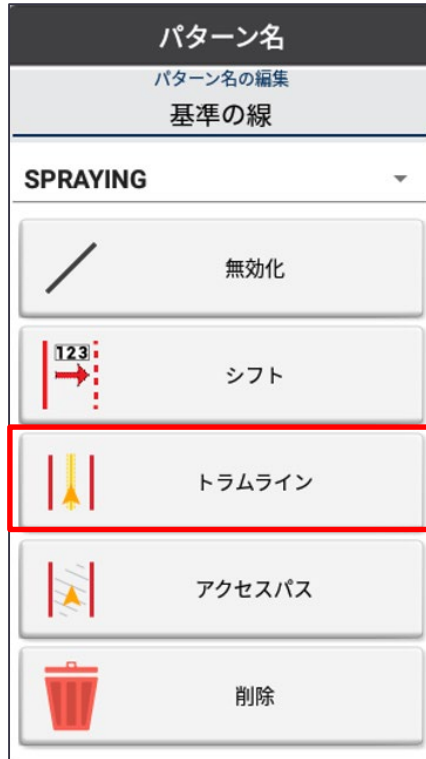 パターン名
パターン名の編集
基準の線
SPRAYING
無効化
123
シフト
トラムライン
アクセスパス
削除